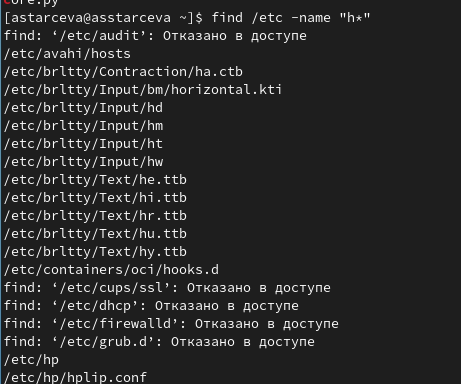 core.py
[astarceva@asstarceva ~]$ find /etc -name "h*"
find: ‘/etc/audit’: Отказано в доступе
/etc/avahi/hosts
/etc/brltty/Contraction/ha.ctb
/etc/brltty/Input/bm/horizontal.kti
/etc/brltty/Input/hd
/etc/brltty/Input/hm
/etc/brltty/Input/ht
/etc/brltty/Input/hw
/etc/brltty/Text/he.ttb
/etc/brltty/Text/hi.ttb
/etc/brltty/Text/hr.ttb
/etc/brltty/Text/hu.ttb
/etc/brltty/Text/hy.ttb
/etc/containers/oci/hooks.d
find: ‘/etc/cups/ssl’: Отказано в доступе
find: ‘/etc/dhcp’: Отказано в доступе
find: ‘/etc/firewalld’: Отказано в доступе
find: ‘/etc/grub.d’: Отказано в доступе
/etc/hp
/etc/hp/hplip.conf